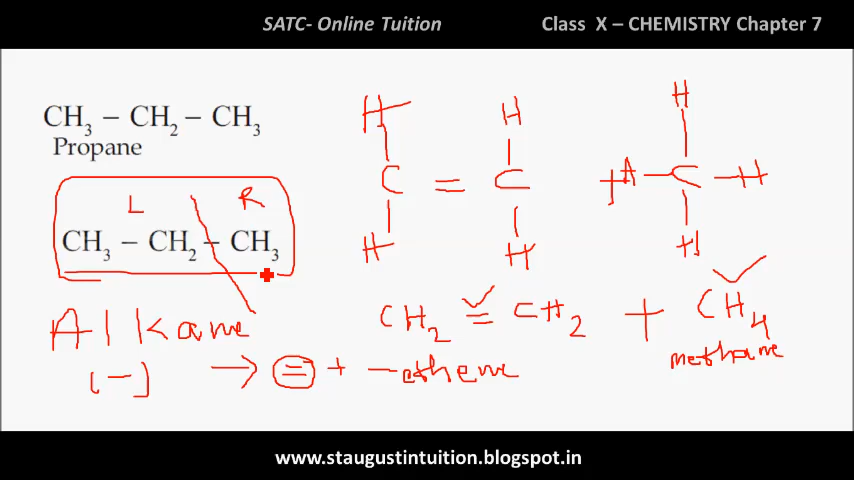 SATC- Online Tuition
Class X – CHEMISTRY Chapter 7
CH₃ – CH₂ – CH₃
Propane
L R
CH₃ – CH₂ – CH₃
H H H
C = C H – C – H
H H H
CH₂ = CH₂ + CH₄
methane
Alkane
(–) → = + – ethene
www.staugustintuition.blogspot.in